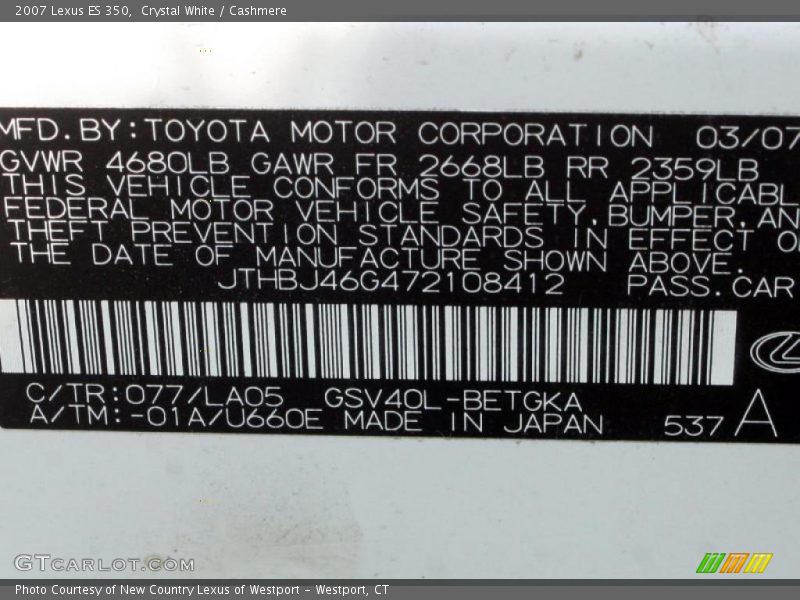 2007 Lexus ES 350, Crystal White / Cashmere
MFD. BY: TOYOTA MOTOR CORPORATION 03/07
GVWR 4680LB GAWR FR 2668LB RR 2359LB
THIS VEHICLE CONFORMS TO ALL APPLICABL
FEDERAL MOTOR VEHICLE SAFETY, BUMPER, AN
THEFT PREVENTION STANDARDS IN EFFECT O
THE DATE OF MANUFACTURE SHOWN ABOVE.
JTHBJ46G472108412 PASS. CAR
C/TR: 077/LA05 GSV40L-BETGKA
A/TM: -01A/U660E MADE IN JAPAN 537 A
GTCARLOT.COM
Photo Courtesy of New Country Lexus of Westport - Westport, CT